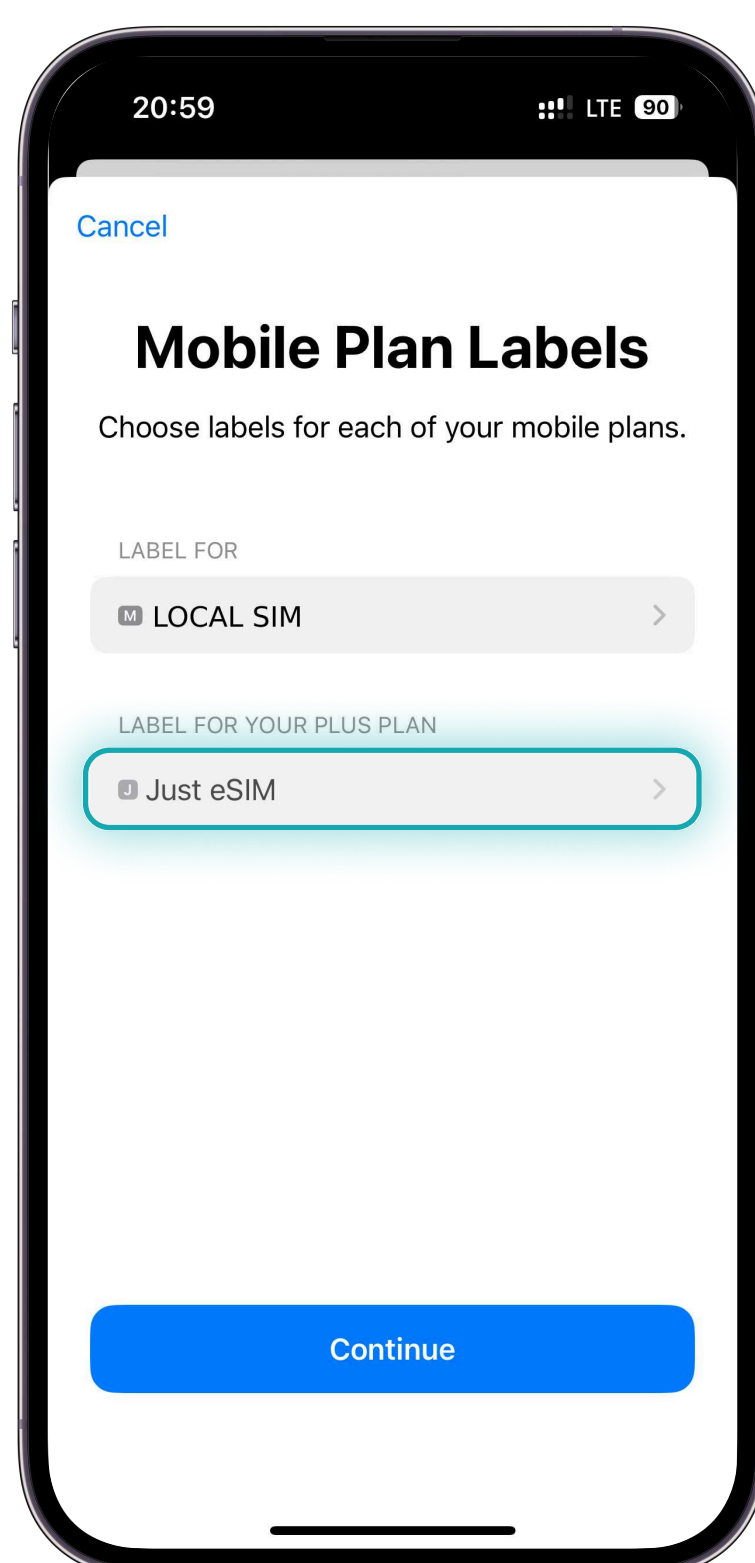 20:59 LTE 90
Cancel
Mobile Plan Labels
Choose labels for each of your mobile plans.
LABEL FOR
M LOCAL SIM
LABEL FOR YOUR PLUS PLAN
J Just eSIM
Continue